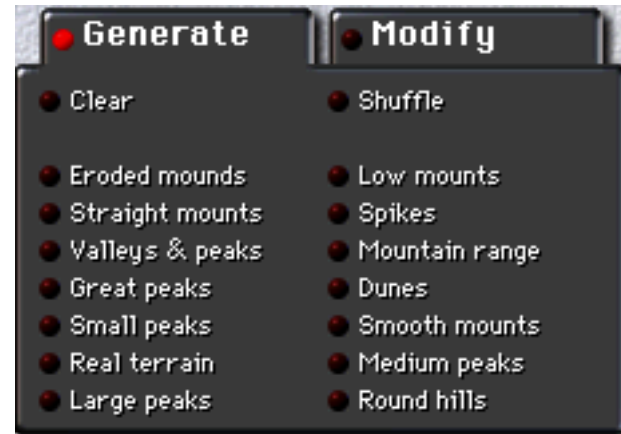 Generate Modify
Clear Shuffle
Eroded mounds Low mounts
Straight mounts Spikes
Valleys & peaks Mountain range
Great peaks Dunes
Small peaks Smooth mounts
Real terrain Medium peaks
Large peaks Round hills